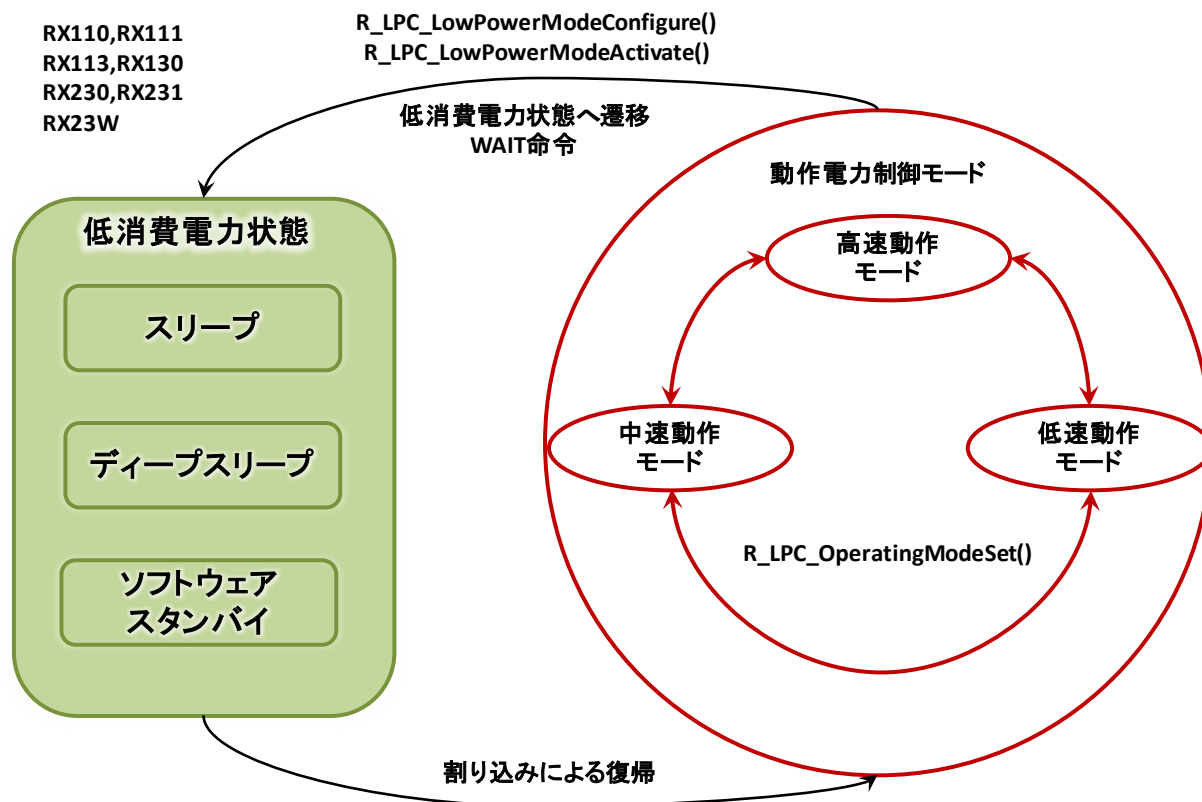 RX110,RX111
RX113,RX130
RX230,RX231
RX23W
R_LPC_LowPowerModeConfigure()
R_LPC_LowPowerModeActivate()
低消費電力状態へ遷移
WAIT命令
動作電力制御モード
高速動作
モード
中速動作
モード
低速動作
モード
R_LPC_OperatingModeSet()
低消費電力状態
スリープ
ディープスリープ
ソフトウェア
スタンバイ
割り込みによる復帰